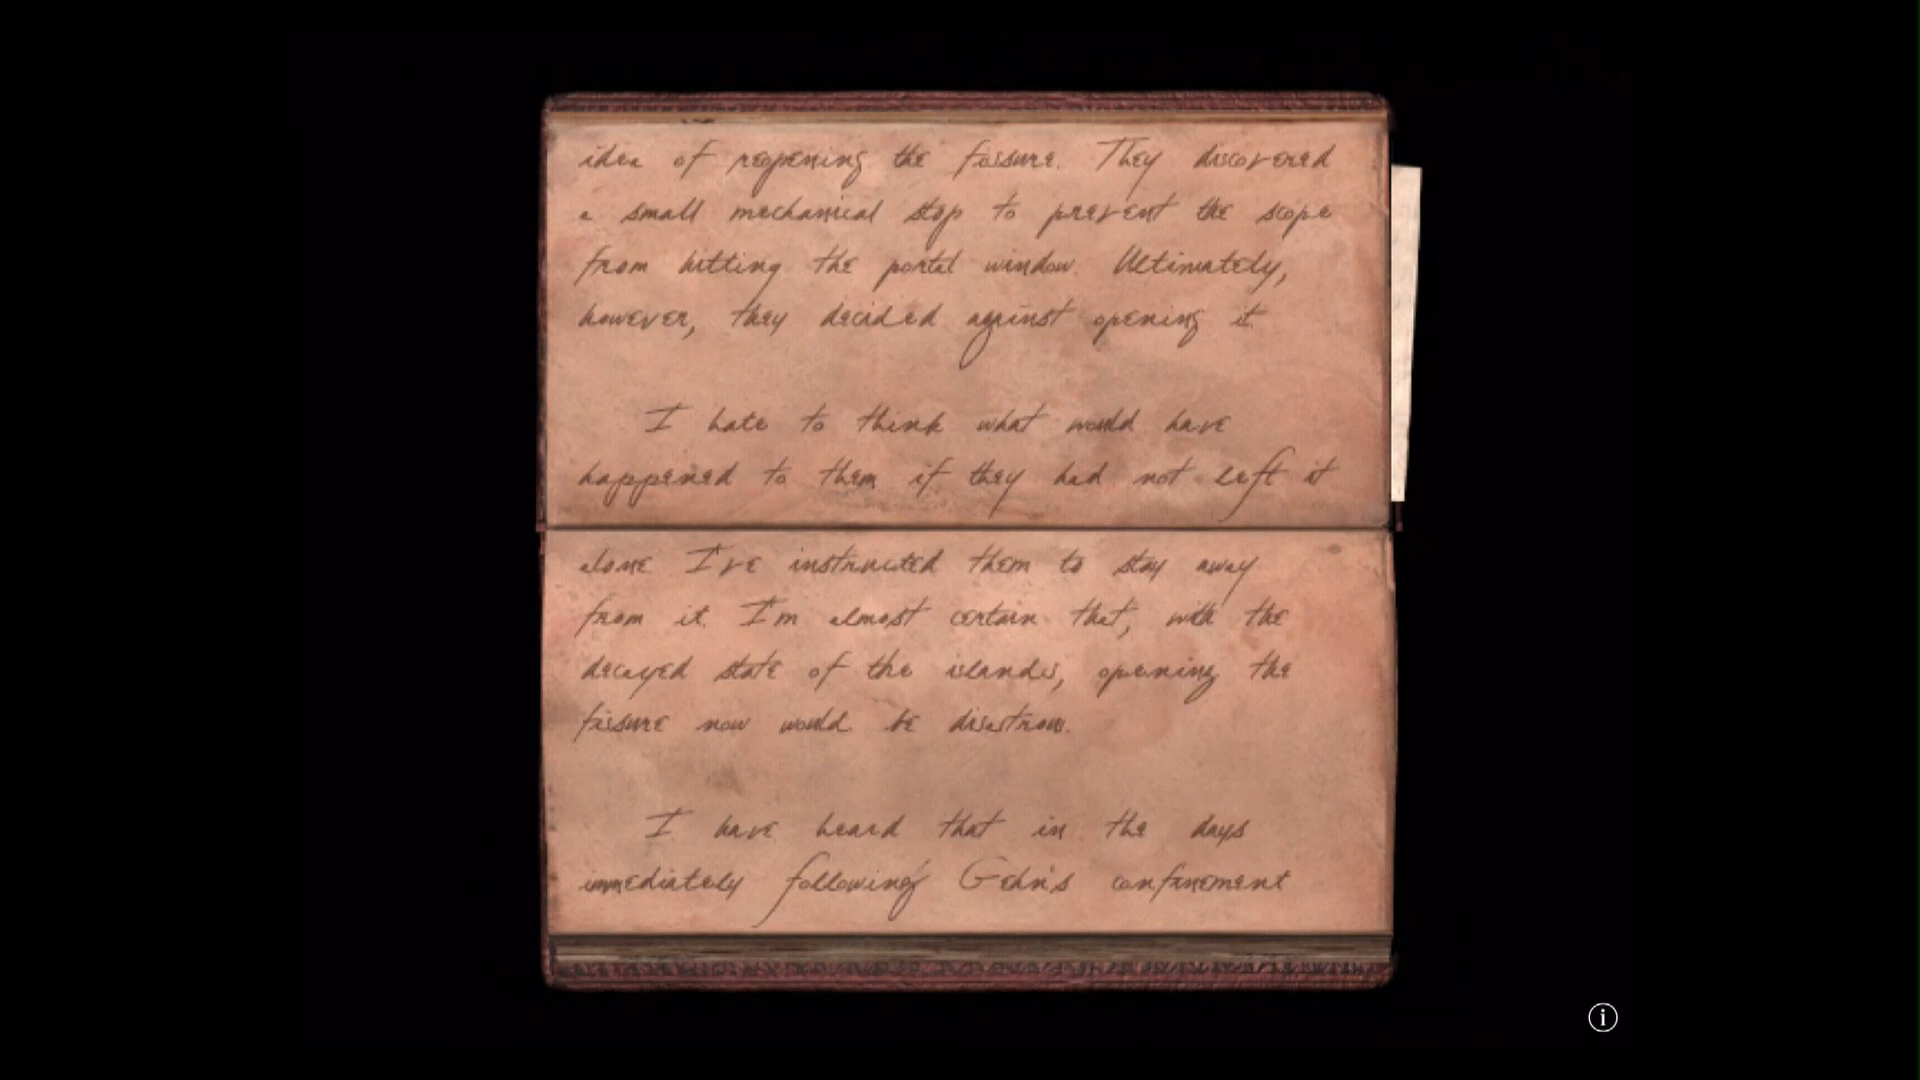 idea of reopening the fissure. They discovered
a small mechanical stop to prevent the scope
from hitting the portal window. Ultimately,
however, they decided against opening it.
I hate to think what would have
happened to them if they had not left it
alone I've instructed them to stay away
from it. I'm almost certain that, with the
decayed state of the islands, opening the
fissure now would be disastrous.
I have heard that in the days
immediately following Gehn's confinement